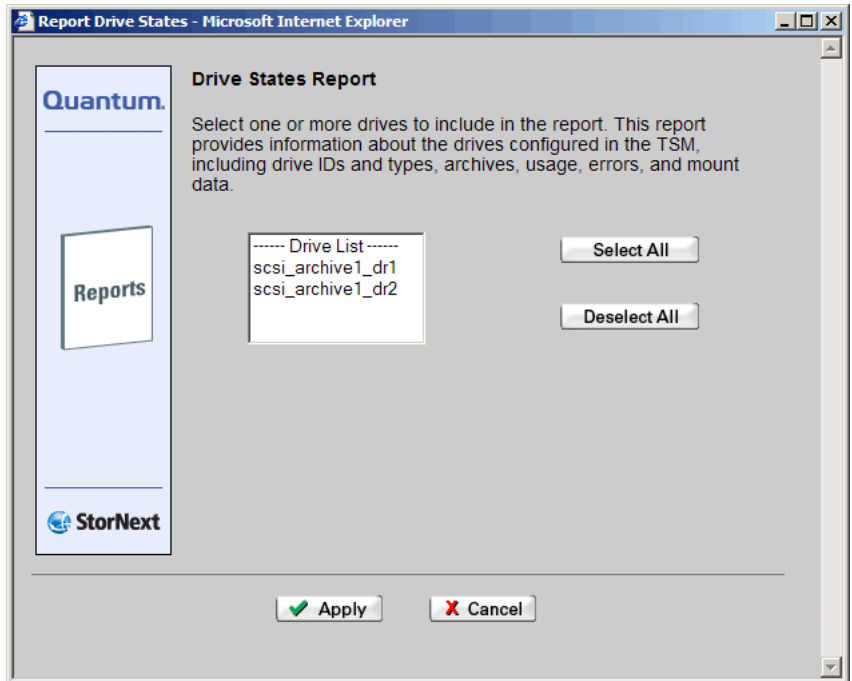 Report Drive States - Microsoft Internet Explorer
Quantum.
Reports
StorNext
Drive States Report
Select one or more drives to include in the report. This report
provides information about the drives configured in the TSM,
including drive IDs and types, archives, usage, errors, and mount
data.
------ Drive List ------
scsi_archive1_dr1
scsi_archive1_dr2
Select All
Deselect All
Apply
Cancel